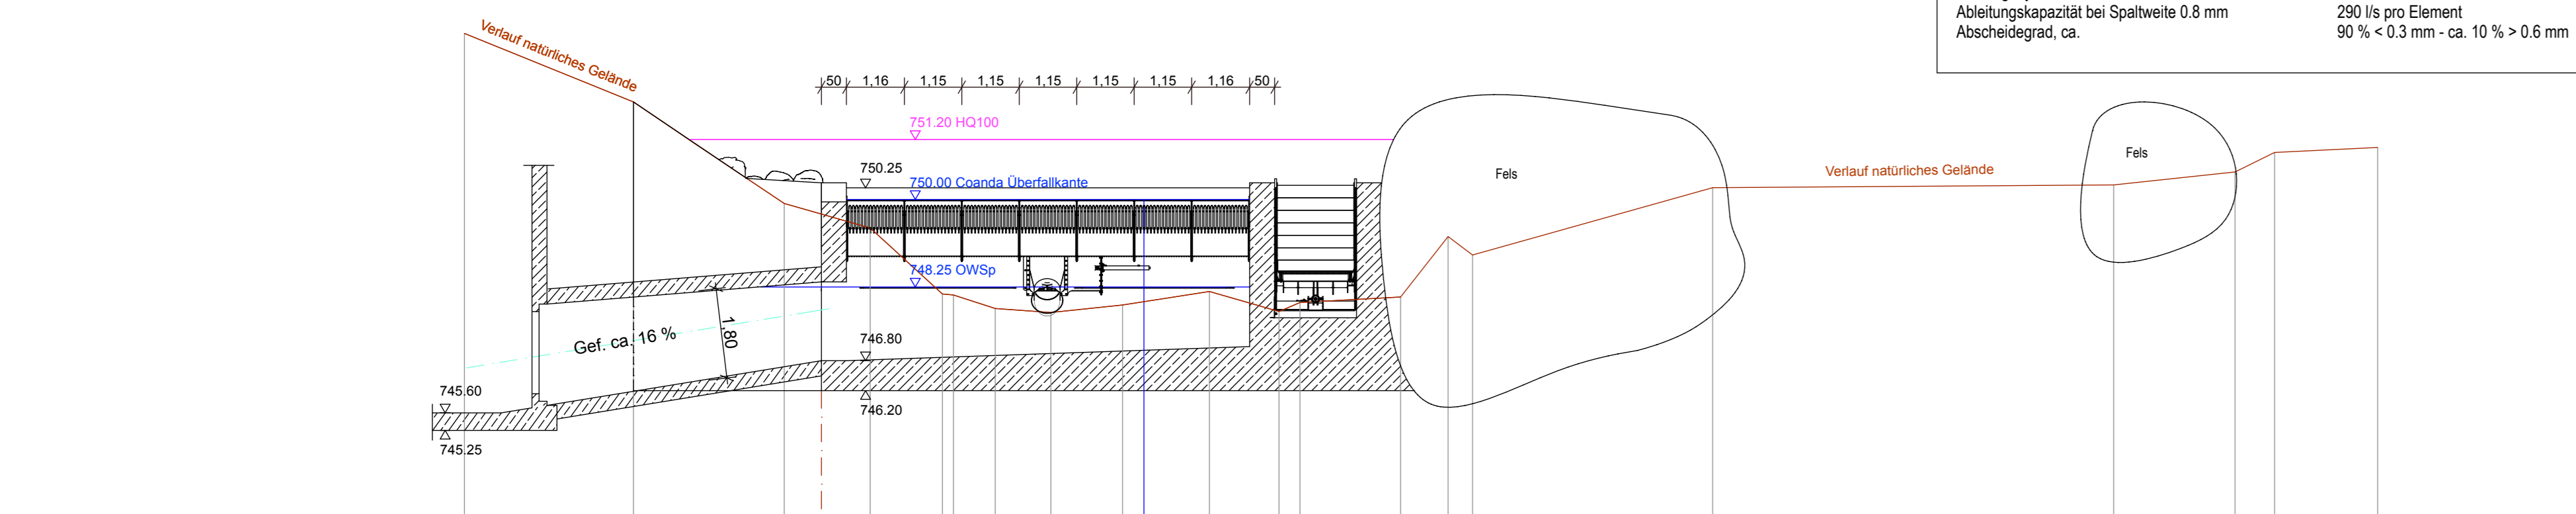 Ableitungskapazität bei Spaltweite 0.8 mm 290 l/s pro Element
Abscheidegrad, ca. 90 % < 0.3 mm - ca. 10 % > 0.6 mm
Verlauf natürliches Gelände
50 1,16 1,15 1,15 1,15 1,15 1,15 1,16 50
751.20 HQ100
750.25
750.00 Coanda Überfallkante
Fels
Fels
Verlauf natürliches Gelände
748.25 OWSp
1,80
Gef. ca. 16 %
746.80
745.60
746.20
745.25